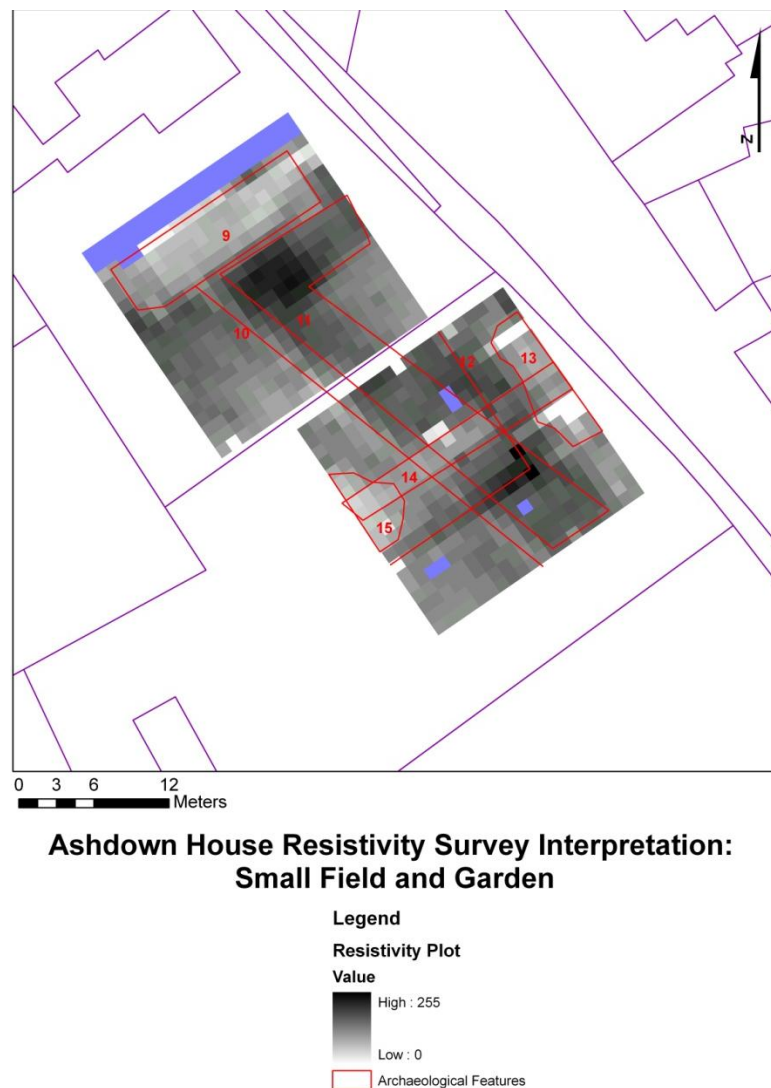 N
9
10
11
12
13
14
15
0 3 6 12
Meters
Ashdown House Resistivity Survey Interpretation:
Small Field and Garden
Legend
Resistivity Plot
Value
High : 255
Low : 0
Archaeological Features